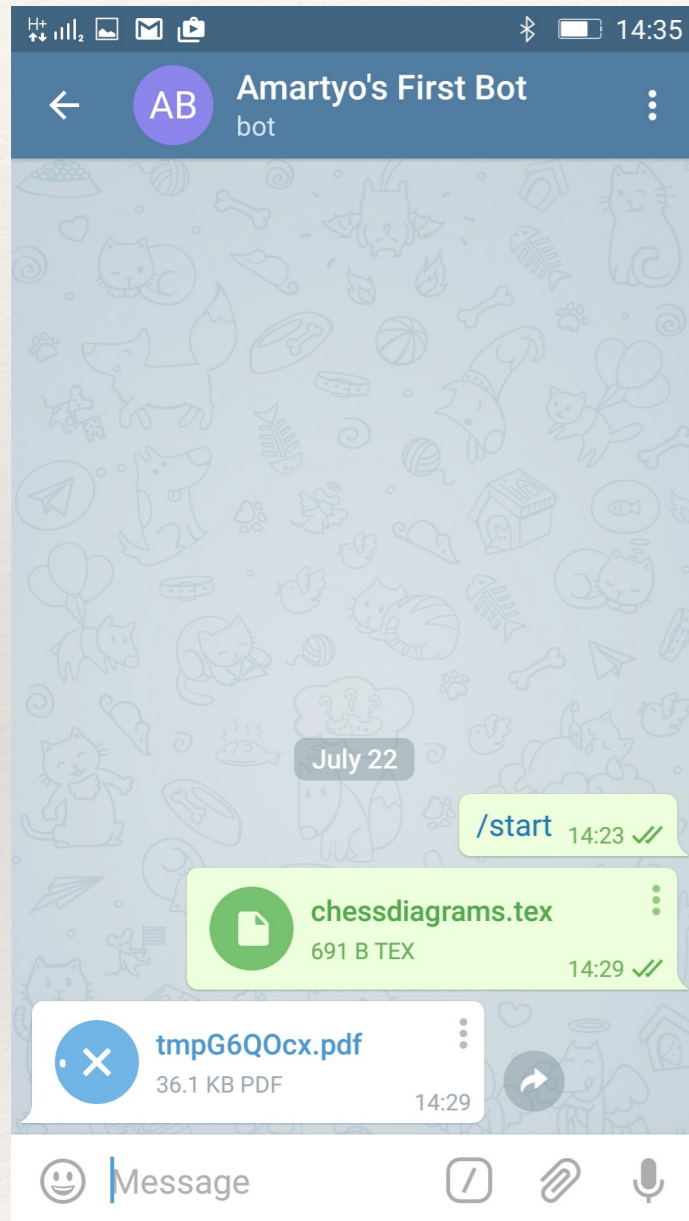 H+
2
14:35
AB
Amartyo's First Bot
bot
July 22
/start 14:23
chessdiagrams.tex
691 B TEX
14:29
tmpG6QOcx.pdf
36.1 KB PDF
14:29
Message